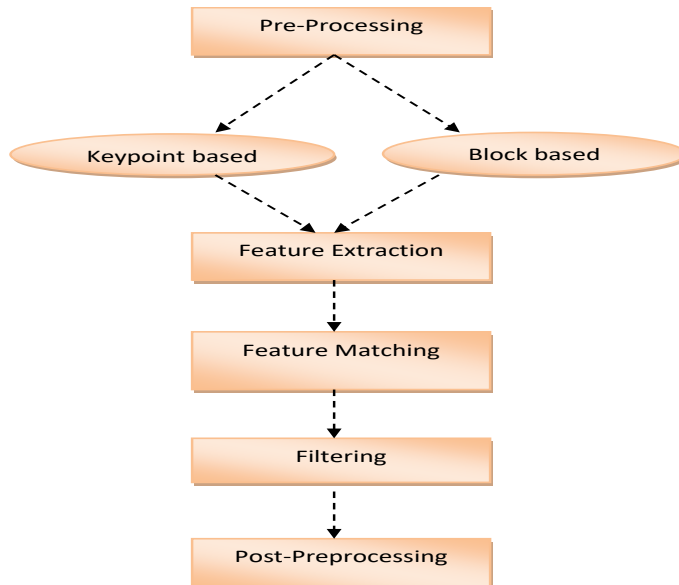 Pre-Processing
Keypoint based
Block based
Feature Extraction
Feature Matching
Filtering
Post-Preprocessing